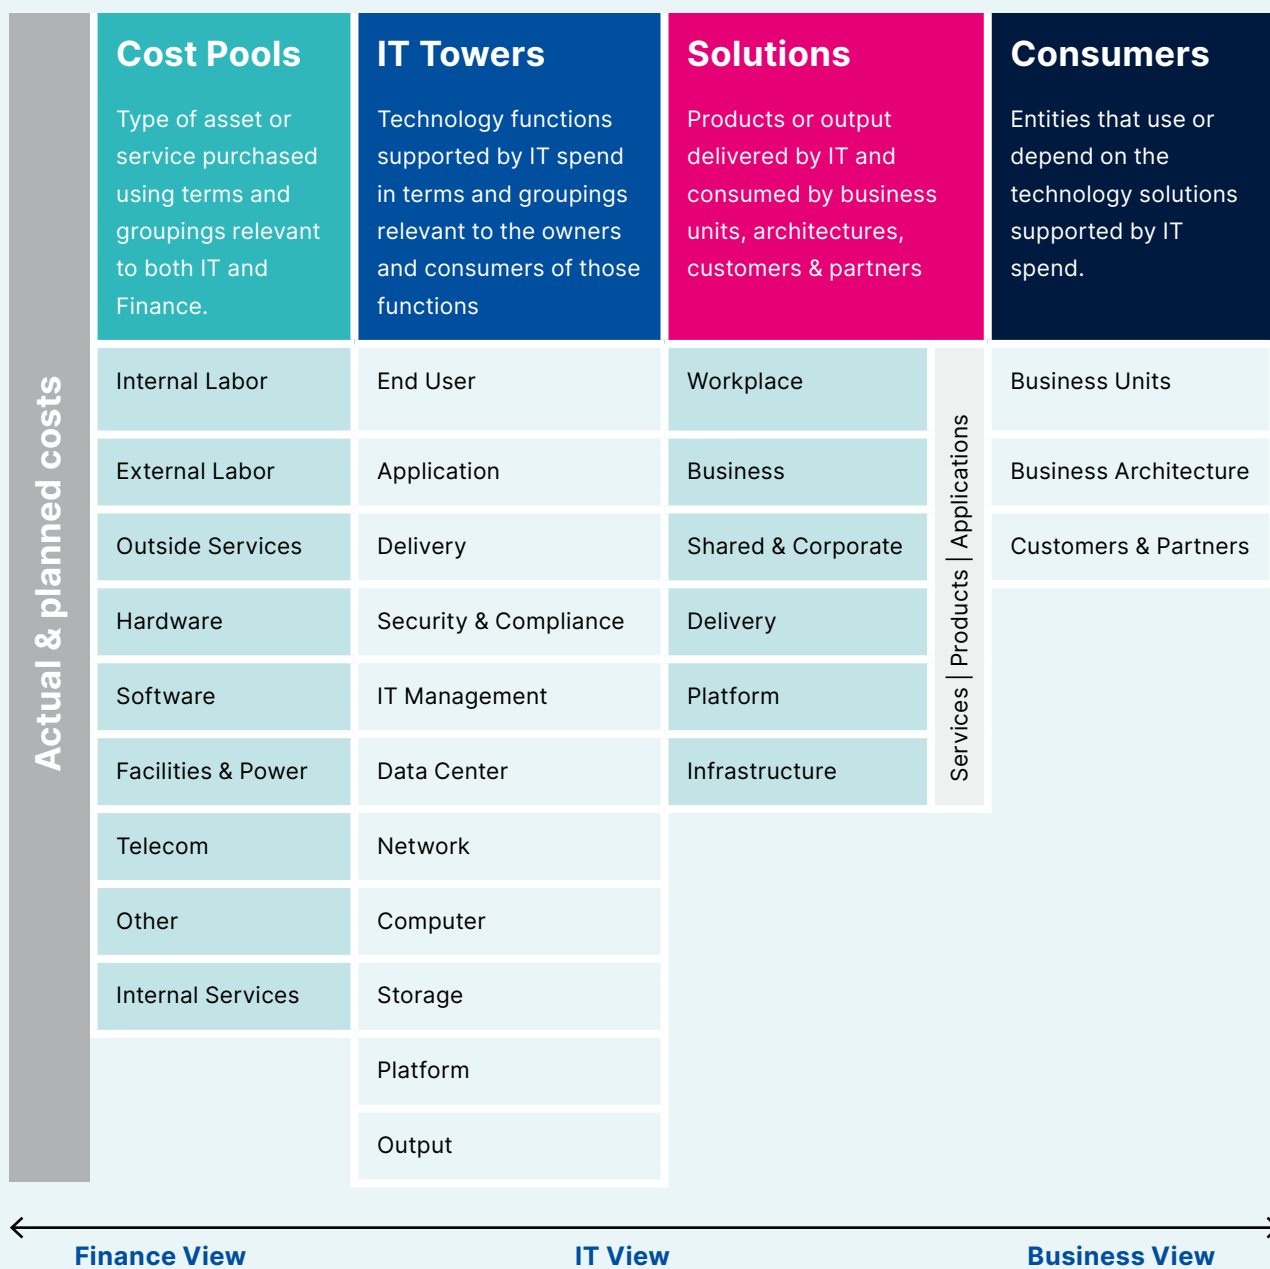 Actual & planned costs
Cost Pools
Type of asset or
service purchased
using terms and
groupings relevant
to both IT and
Finance.
Internal Labor
External Labor
Outside Services
Hardware
Software
Facilities & Power
Telecom
Other
Internal Services
IT Towers
Technology functions
supported by IT spend
in terms and groupings
relevant to the owners
and consumers of those
functions
End User
Application
Delivery
Security & Compliance
IT Management
Data Center
Network
Computer
Storage
Platform
Output
Solutions
Products or output
delivered by IT and
consumed by business
units, architectures,
customers & partners
Workplace
Business
Shared & Corporate
Delivery
Platform
Infrastructure
Services | Products | Applications
Consumers
Entities that use or
depend on the
technology solutions
supported by IT
spend.
Business Units
Business Architecture
Customers & Partners
Finance View
IT View
Business View